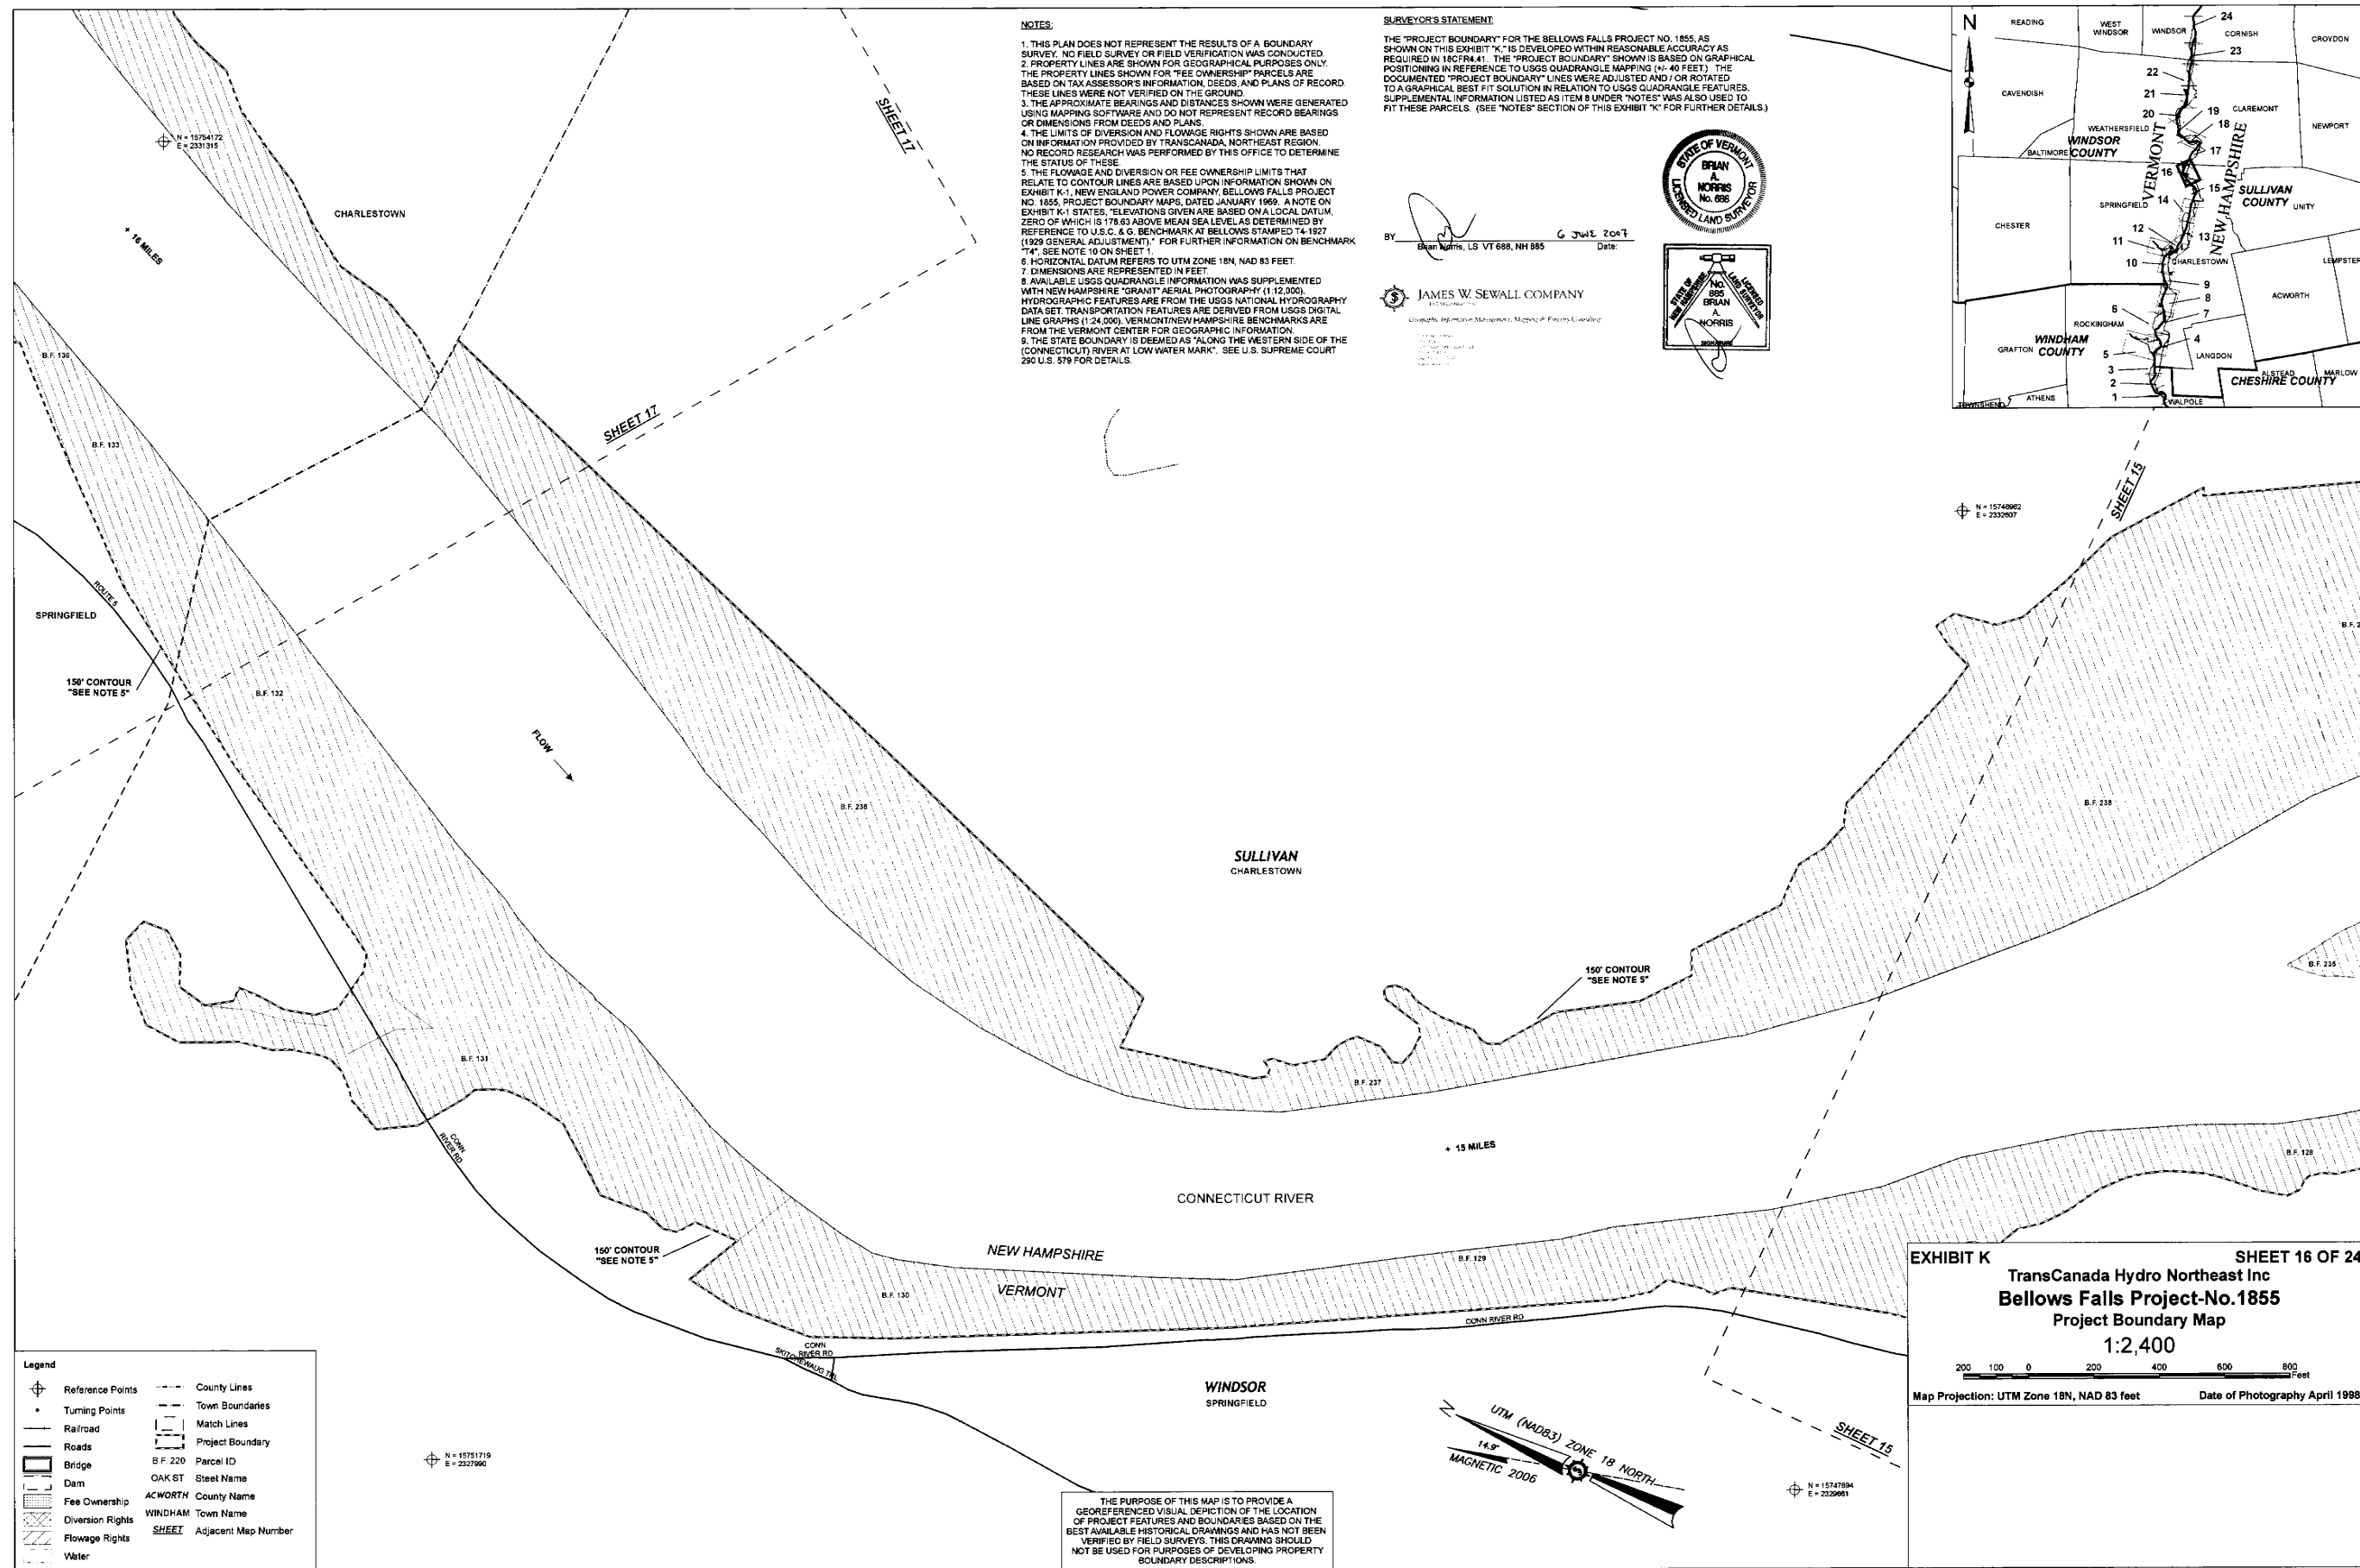 NOTES:
1. THIS PLAN DOES NOT REPRESENT THE RESULTS OF A BOUNDARY
SURVEY. NO FIELD SURVEY OR FIELD VERIFICATION WAS CONDUCTED.
2. PROPERTY LINES ARE SHOWN FOR GEOGRAPHICAL PURPOSES ONLY.
THE PROPERTY LINES SHOWN FOR "FEE OWNERSHIP" PARCELS ARE
BASED ON TAX ASSESSOR'S INFORMATION, DEEDS, AND PLANS OF RECORD.
THESE LINES WERE NOT VERIFIED ON THE GROUND.
3. THE APPROXIMATE BEARINGS AND DISTANCES SHOWN WERE GENERATED
USING MAPPING SOFTWARE AND DO NOT REPRESENT RECORD BEARINGS
OR DIMENSIONS FROM DEEDS AND PLANS.
4. THE LIMITS OF DIVERSION AND FLOWAGE RIGHTS SHOWN ARE BASED
ON INFORMATION PROVIDED BY TRANSCANADA, NORTHEAST REGION.
NO RECORD RESEARCH WAS PERFORMED BY THIS OFFICE TO DETERMINE
THE STATUS OF THESE.
5. THE FLOWAGE AND DIVERSION OR FEE OWNERSHIP LIMITS THAT
RELATE TO CONTOUR LINES ARE BASED UPON INFORMATION SHOWN ON
EXHIBIT K-1, NEW ENGLAND POWER COMPANY, BELLOWS FALLS PROJECT
NO. 1855, PROJECT BOUNDARY MAPS, DATED JANUARY 1969. A NOTE ON
EXHIBIT K-1 STATES, "ELEVATIONS GIVEN ARE BASED ON A LOCAL DATUM,
ZERO OF WHICH IS 178.63 ABOVE MEAN SEA LEVEL AS DETERMINED BY
REFERENCE TO U.S.C. & G. BENCHMARK AT BELLOWS STAMPED T4-1927
(1929 GENERAL ADJUSTMENT)." FOR FURTHER INFORMATION ON BENCHMARK
"T4", SEE NOTE 10 ON SHEET 1.
6. HORIZONTAL DATUM REFERS TO UTM ZONE 18N, NAD 83 FEET.
7. DIMENSIONS ARE REPRESENTED IN FEET.
8. AVAILABLE USGS QUADRANGLE INFORMATION WAS SUPPLEMENTED
WITH NEW HAMPSHIRE "GRANIT" AERIAL PHOTOGRAPHY (1:12,000).
HYDROGRAPHIC FEATURES ARE FROM THE USGS NATIONAL HYDROGRAPHY
DATA SET. TRANSPORTATION FEATURES ARE DERIVED FROM USGS DIGITAL
LINE GRAPHS (1:24,000). VERMONT/NEW HAMPSHIRE BENCHMARKS ARE
FROM THE VERMONT CENTER FOR GEOGRAPHIC INFORMATION.
9. THE STATE BOUNDARY IS DEEMED AS "ALONG THE WESTERN SIDE OF THE
(CONNECTICUT) RIVER AT LOW WATER MARK". SEE U.S. SUPREME COURT
290 U.S. 579 FOR DETAILS.
SURVEYOR'S STATEMENT:
THE "PROJECT BOUNDARY" FOR THE BELLOWS FALLS PROJECT NO. 1855, AS
SHOWN ON THIS EXHIBIT "K," IS DEVELOPED WITHIN REASONABLE ACCURACY AS
REQUIRED IN 18CFR4.41. THE "PROJECT BOUNDARY" SHOWN IS BASED ON GRAPHICAL
POSITIONING IN REFERENCE TO USGS QUADRANGLE MAPPING (+/- 40 FEET.) THE
DOCUMENTED "PROJECT BOUNDARY" LINES WERE ADJUSTED AND / OR ROTATED
TO A GRAPHICAL BEST FIT SOLUTION IN RELATION TO USGS QUADRANGLE FEATURES.
SUPPLEMENTAL INFORMATION LISTED AS ITEM 8 UNDER "NOTES" WAS ALSO USED TO
FIT THESE PARCELS. (SEE "NOTES" SECTION OF THIS EXHIBIT "K" FOR FURTHER DETAILS.)
STATE OF VERMONT
BRIAN
A.
NORRIS
No. 688
LICENSED LAND SURVEYOR
BY
6 JUNE 2007
Brian Norris, LS VT 688, NH 885
Date:
STATE OF NEW HAMPSHIRE
LICENSED LAND SURVEYOR
No.
885
BRIAN
A.
NORRIS
SIGNATURE
JAMES W. SEWALL COMPANY
N
READING
WEST
WINDSOR
WINDSOR
24
CORNISH
CROYDON
23
22
CAVENDISH
21
20
19
CLAREMONT
WEATHERSFIELD
18
NEWPORT
WINDSOR
COUNTY
BALTIMORE
VERMONT
NEW HAMPSHIRE
17
16
15
SULLIVAN
COUNTY
SPRINGFIELD
14
UNITY
CHESTER
12
11
13
10
CHARLESTOWN
LEMPSTER
9
8
ACWORTH
7
6
ROCKINGHAM
WINDHAM
COUNTY
GRAFTON
5
4
LANGDON
3
2
ALSTEAD
MARLOW
CHESHIRE COUNTY
TOWNSHEND
ATHENS
1
WALPOLE
N = 15754172
E = 2331315
CHARLESTOWN
+ 16 MILES
SHEET 17
B.F. 136
SHEET 17
B.F. 133
SHEET 15
N = 15748982
E = 2332607
ROUTE 5
SPRINGFIELD
150' CONTOUR
"SEE NOTE 5"
B.F. 132
FLOW
B.F. 238
B.F. 238
SULLIVAN
CHARLESTOWN
150' CONTOUR
"SEE NOTE 5"
B.F. 235
B.F. 131
B.F. 237
CONN
RIVER RD
+ 15 MILES
B.F. 128
CONNECTICUT RIVER
150' CONTOUR
"SEE NOTE 5"
NEW HAMPSHIRE
VERMONT
B.F. 129
B.F. 130
CONN RIVER RD
CONN
RIVER RD
SKITCHEWAUG TRL
WINDSOR
SPRINGFIELD
EXHIBIT K
SHEET 16 OF 24
TransCanada Hydro Northeast Inc
Bellows Falls Project-No.1855
Project Boundary Map
1:2,400
200 100 0 200 400 600 800
Feet
Map Projection: UTM Zone 18N, NAD 83 feet
Date of Photography April 1998
Legend
Reference Points
Turning Points
Railroad
Roads
Bridge
Dam
Fee Ownership
Diversion Rights
Flowage Rights
Water
County Lines
Town Boundaries
Match Lines
Project Boundary
B.F. 220 Parcel ID
OAK ST Steet Name
ACWORTH County Name
WINDHAM Town Name
SHEET Adjacent Map Number
N = 15751719
E = 2327990
N
UTM (NAD83) ZONE 18 NORTH
14.9°
MAGNETIC 2006
SHEET 15
N = 15747894
E = 2329661
THE PURPOSE OF THIS MAP IS TO PROVIDE A
GEOREFERENCED VISUAL DEPICTION OF THE LOCATION
OF PROJECT FEATURES AND BOUNDARIES BASED ON THE
BEST AVAILABLE HISTORICAL DRAWINGS AND HAS NOT BEEN
VERIFIED BY FIELD SURVEYS. THIS DRAWING SHOULD
NOT BE USED FOR PURPOSES OF DEVELOPING PROPERTY
BOUNDARY DESCRIPTIONS.